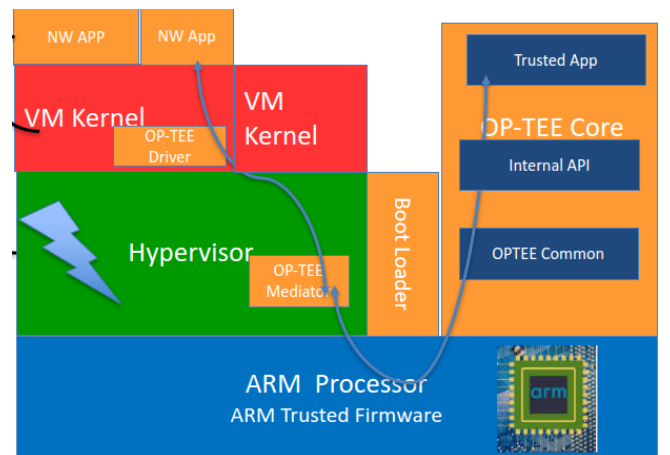 NW APP
NW App
VM Kernel
VM
Kernel
OP-TEE
Driver
Hypervisor
OP-TEE
Mediator
Boot Loader
Trusted App
OP-TEE Core
Internal API
OPTEE Common
ARM Processor
ARM Trusted Firmware
arm